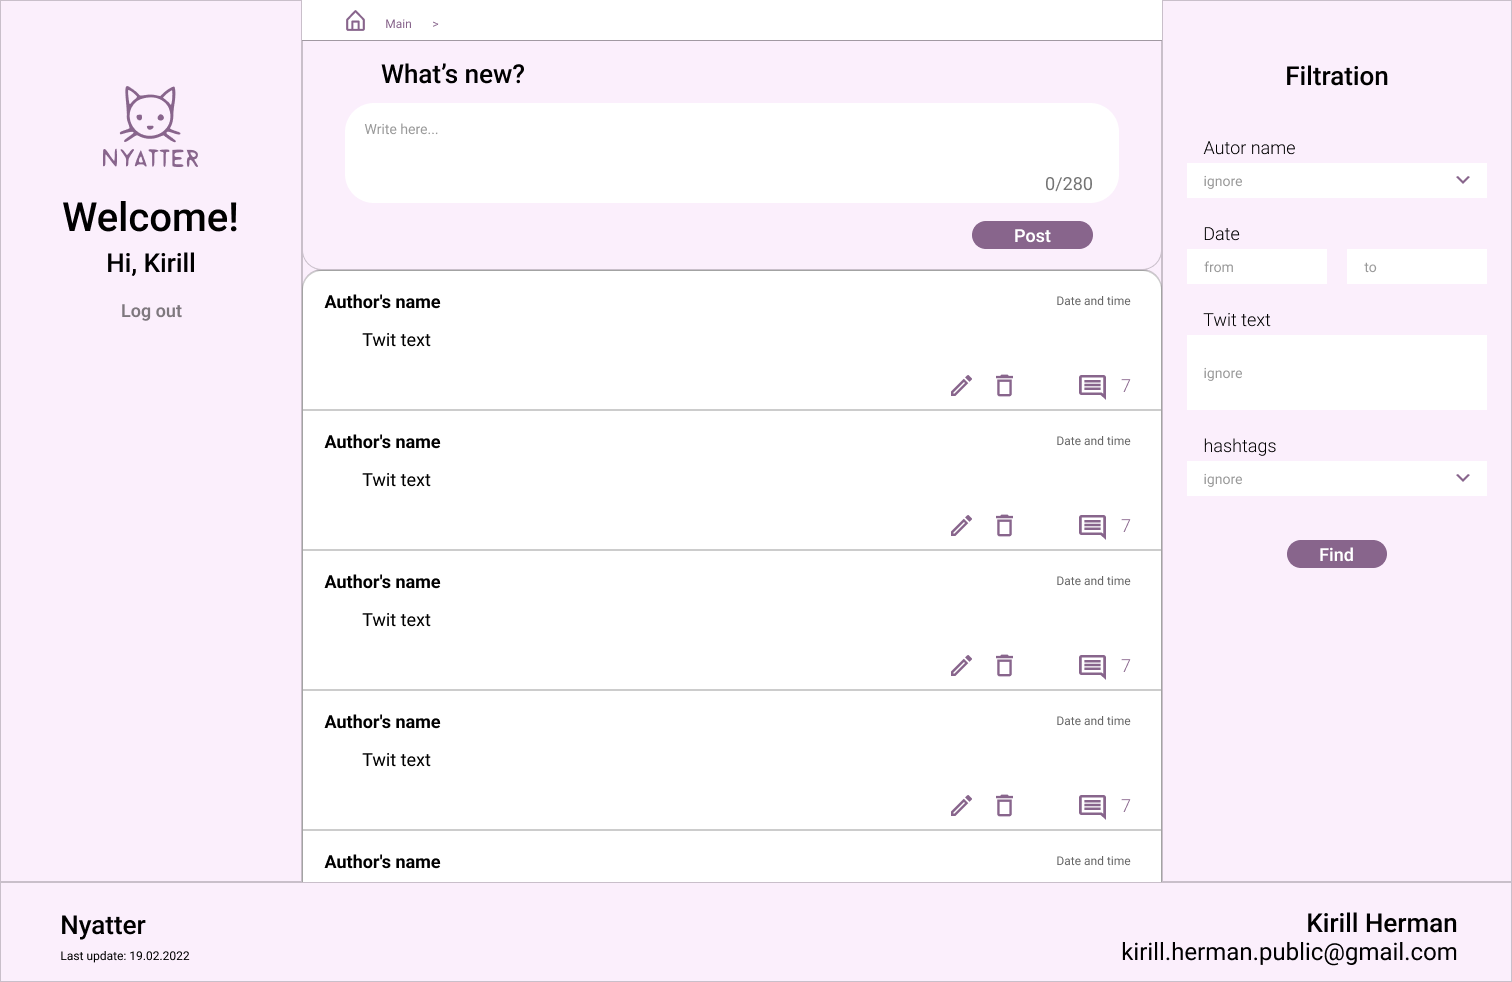 Main >
NYATTER
Welcome!
Hi, Kirill
Log out
What’s new?
Write here...
0/280
Post
Author's name
Date and time
Twit text
7
Author's name
Date and time
Twit text
7
Author's name
Date and time
Twit text
7
Author's name
Date and time
Twit text
7
Author's name
Date and time
Filtration
Autor name
ignore
Date
from
to
Twit text
ignore
hashtags
ignore
Find
Nyatter
Last update: 19.02.2022
Kirill Herman
kirill.herman.public@gmail.com